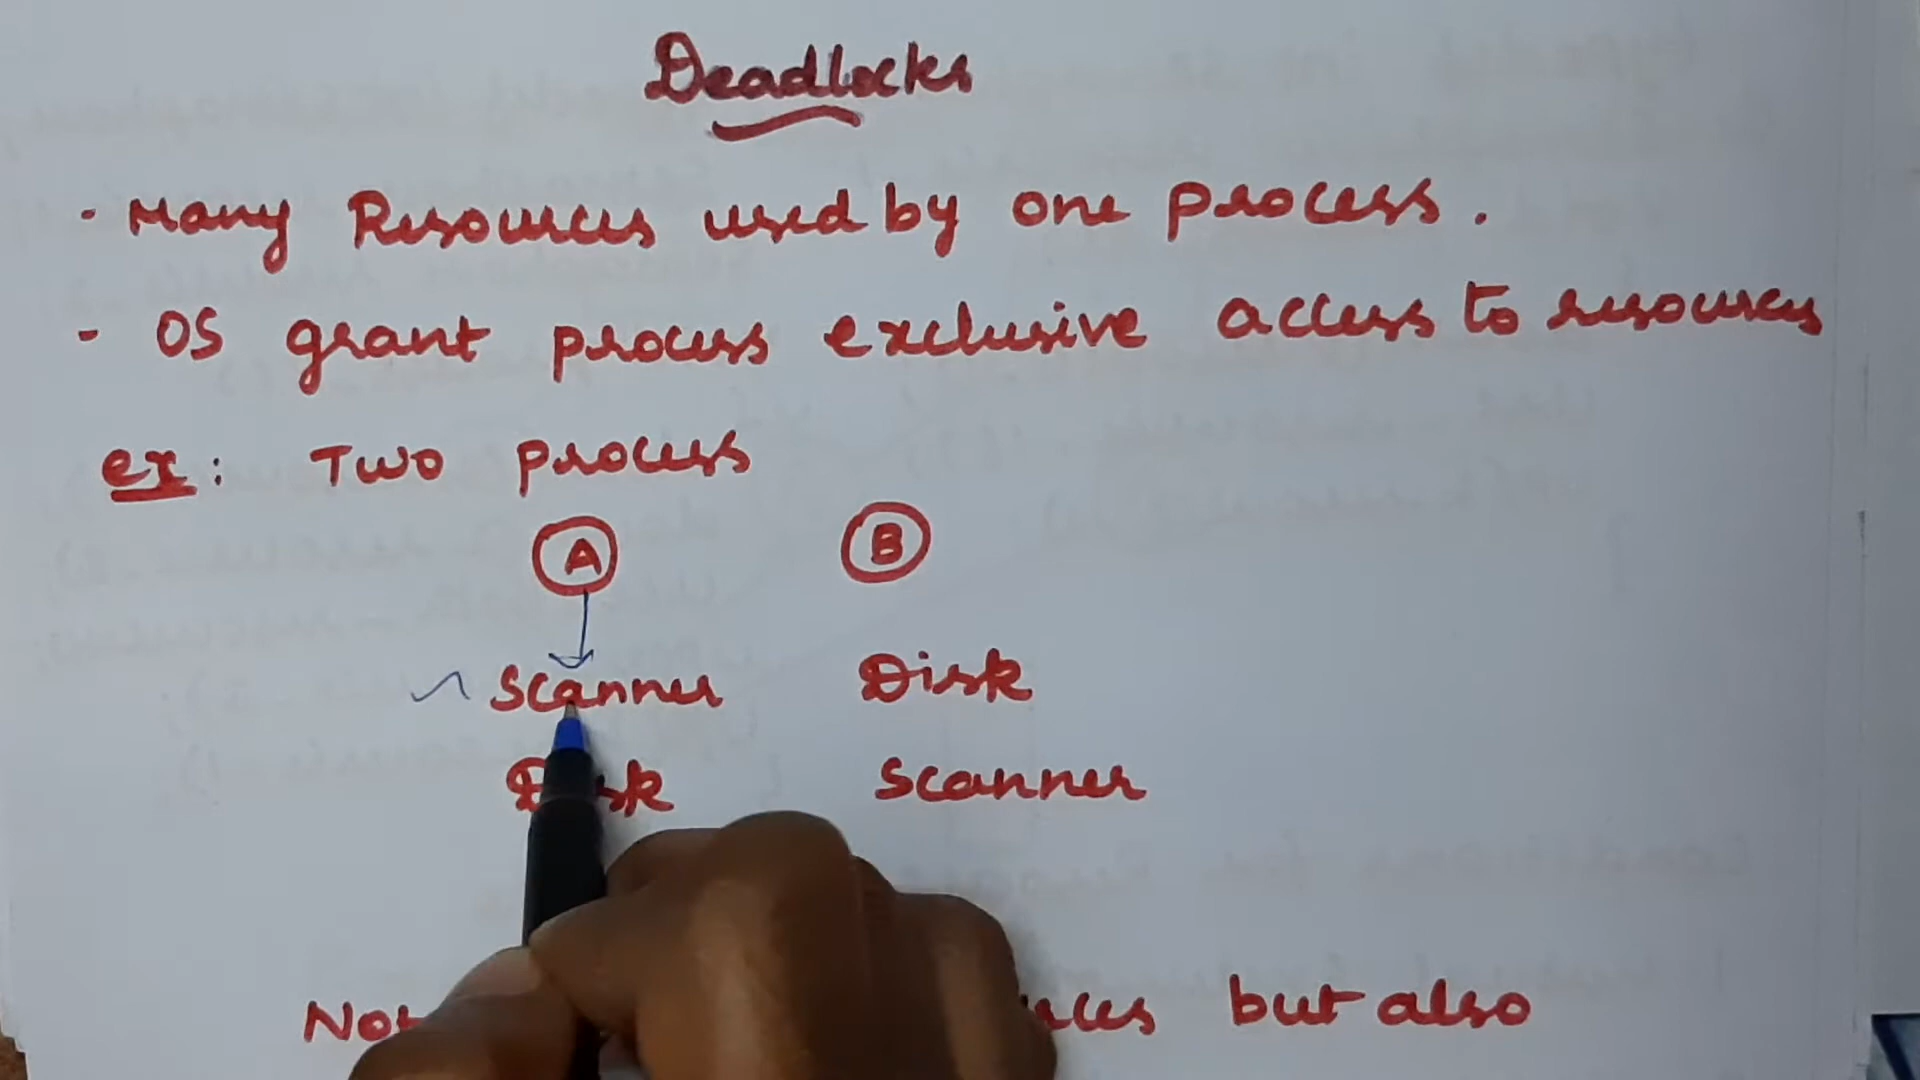 Deadlocks
· Many Resources used by one process.
- OS grant process exclusive access to resources
ex: Two process
A B
Scanner Disk
Disk Scanner
but also